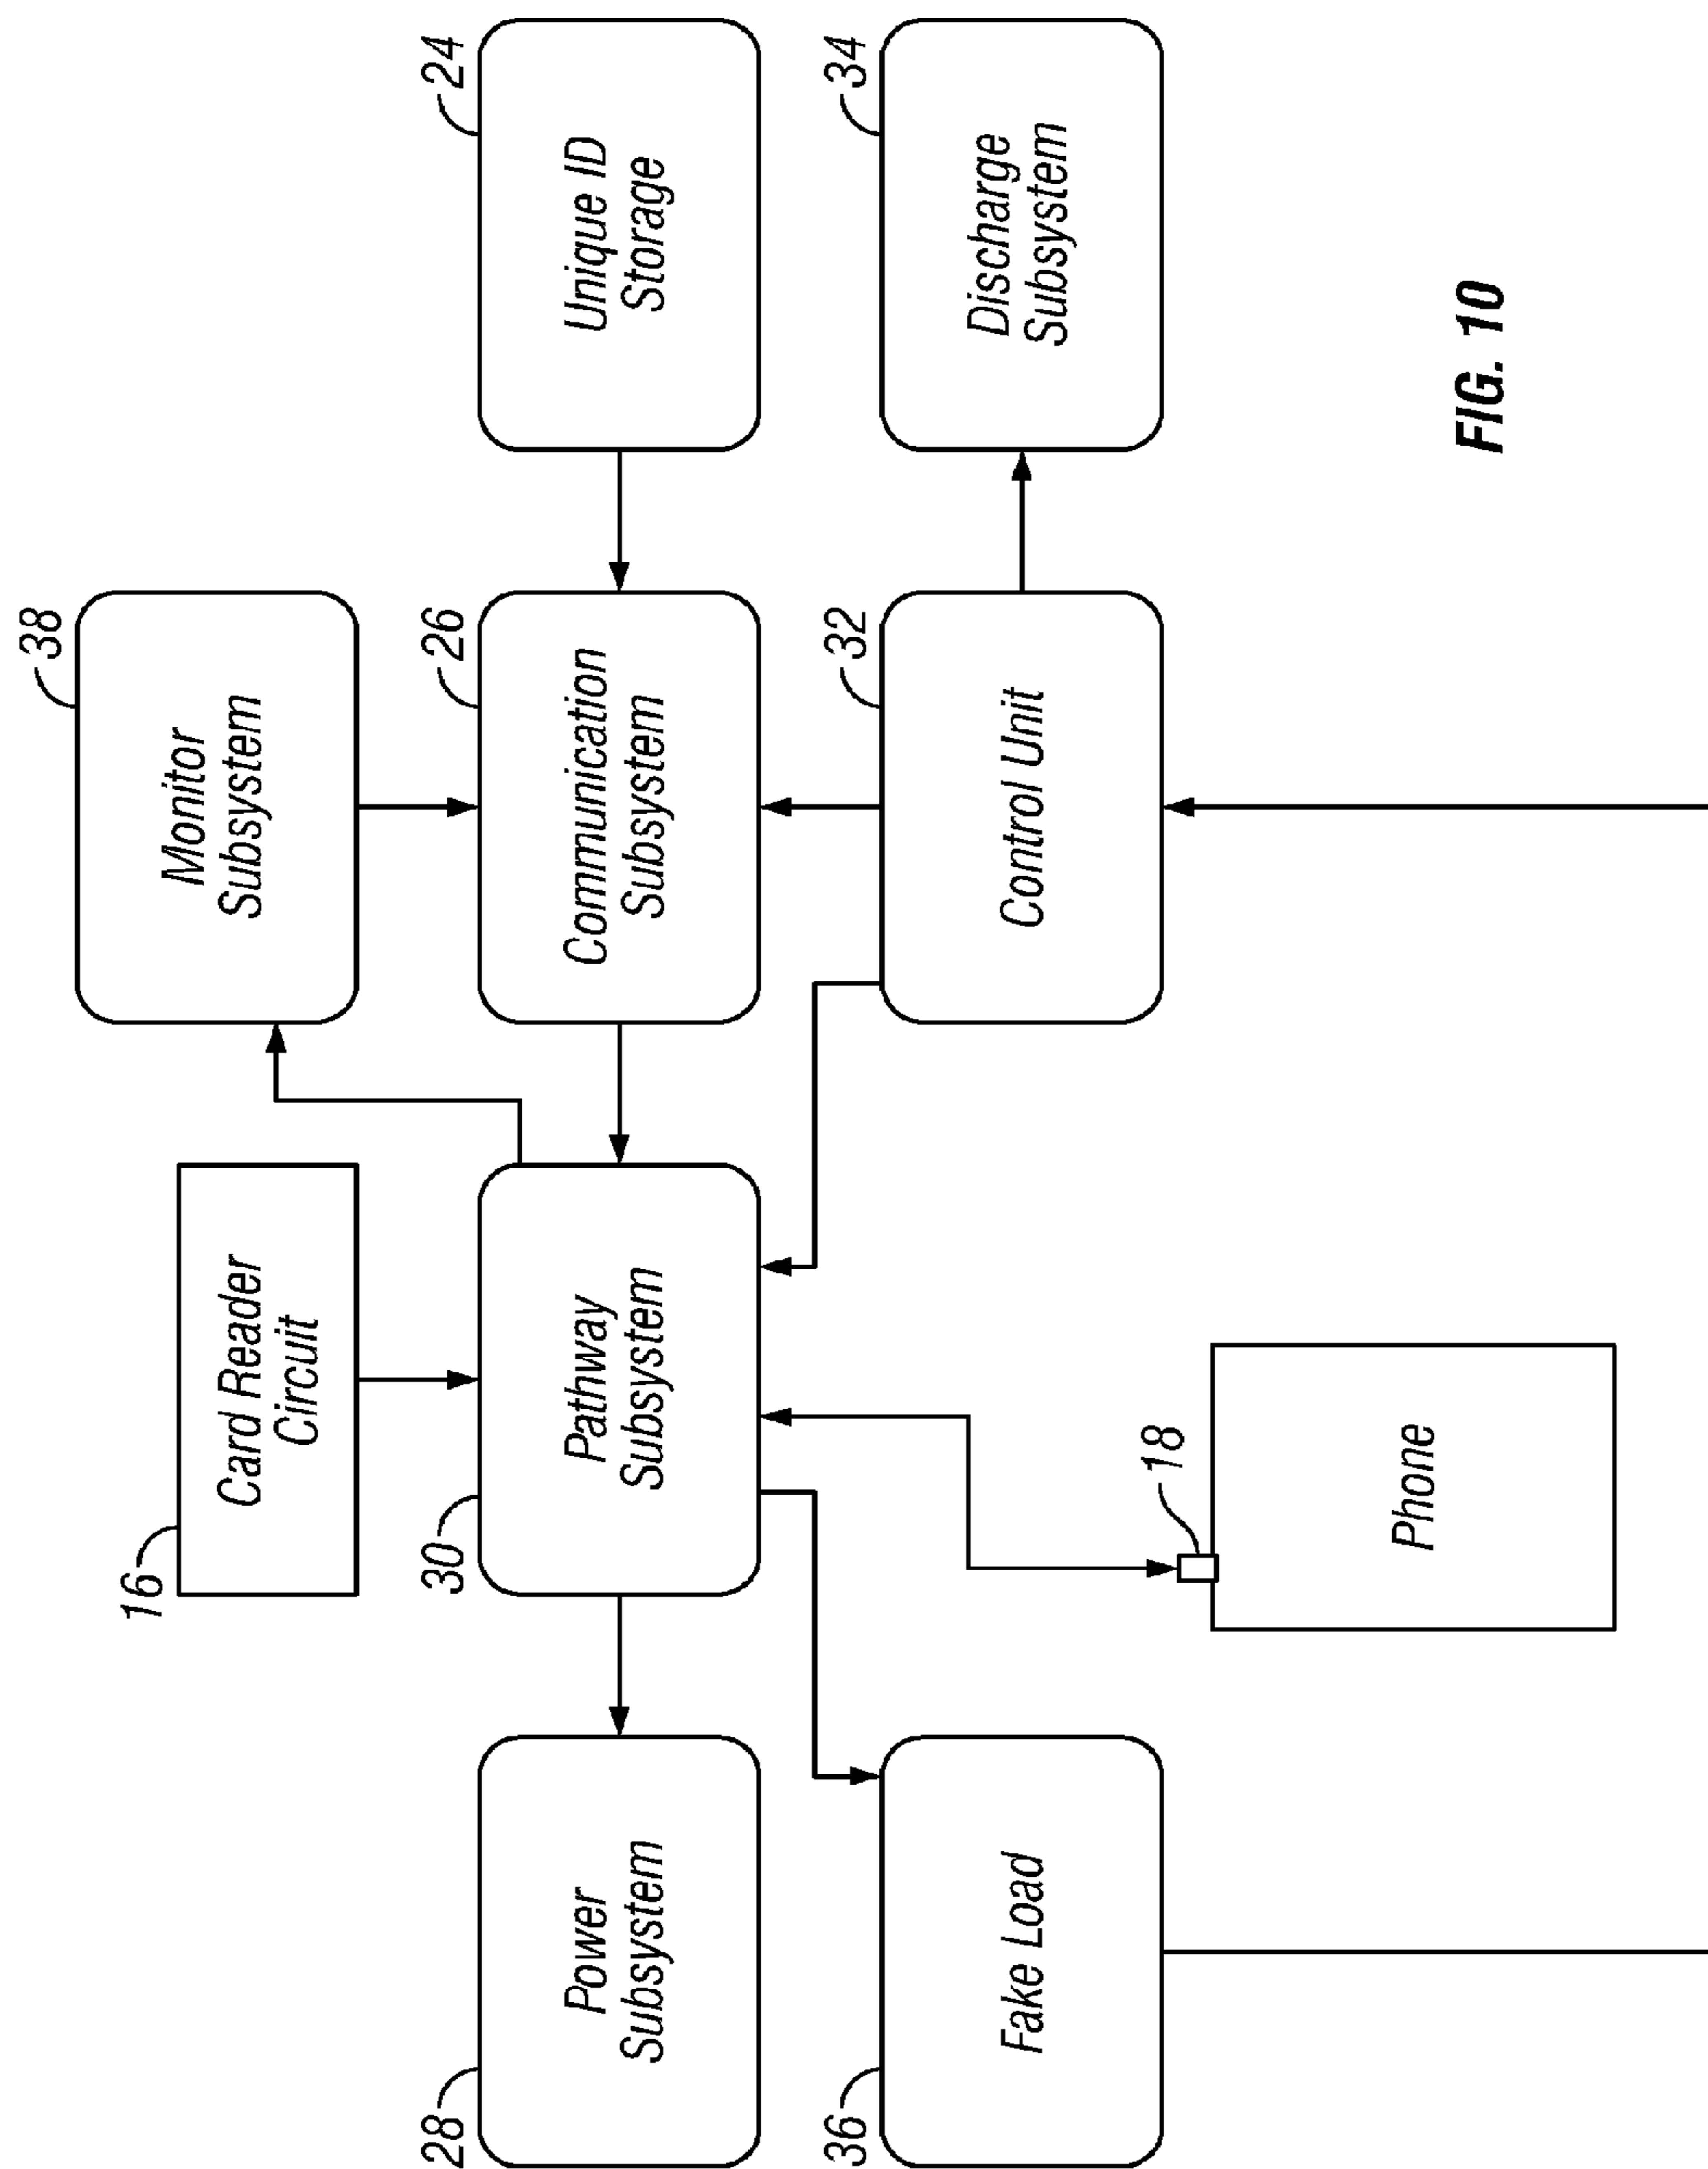 38
16
Monitor
Subsystem
Card Reader
Circuit
28
30
26
24
Power
Subsystem
Pathway
Subsystem
Communication
Subsystem
Unique ID
Storage
36
32
34
Fake Load
Control Unit
Discharge
Subsystem
18
Phone
FIG. 10